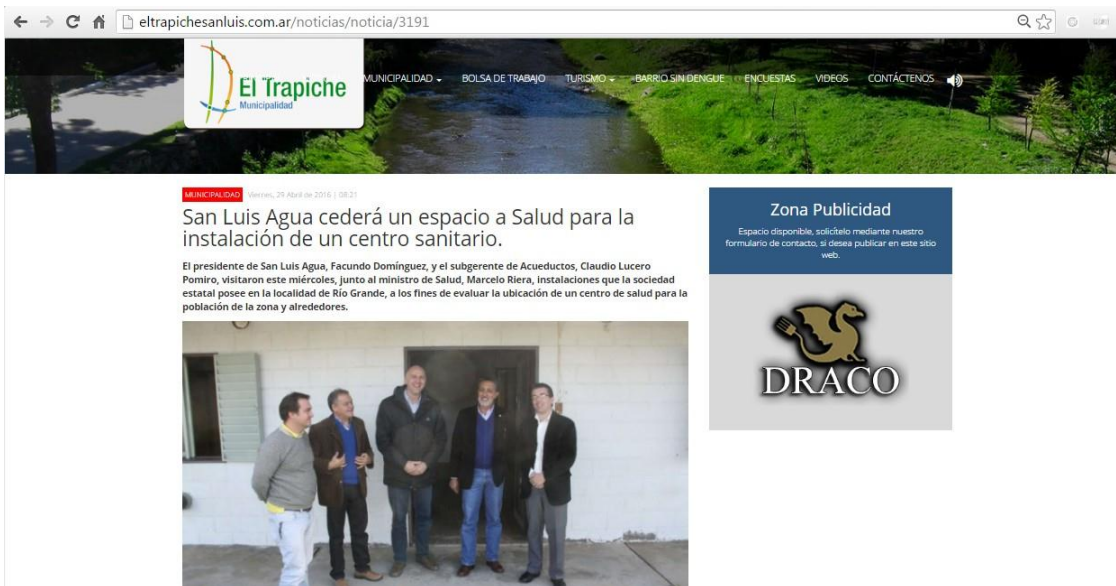 eltrapichesanluis.com.ar/noticias/noticia/3191
El Trapiche
Municipalidad
MUNICIPALIDAD
BOLSA DE TRABAJO
TURISMO
BARRIO SIN DENGUE
ENCUESTAS
VIDEOS
CONTÁCTENOS
MUNICIPALIDAD Viernes, 29 Abril de 2016 | 08:21
San Luis Agua cederá un espacio a Salud para la
instalación de un centro sanitario.
El presidente de San Luis Agua, Facundo Domínguez, y el subgerente de Acueductos, Claudio Lucero
Pomiro, visitaron este miércoles, junto al ministro de Salud, Marcelo Riera, instalaciones que la sociedad
estatal posee en la localidad de Río Grande, a los fines de evaluar la ubicación de un centro de salud para la
población de la zona y alrededores.
Zona Publicidad
Espacio disponible, solicítelo mediante nuestro
formulario de contacto, si desea publicar en este sitio
web.
DRACO